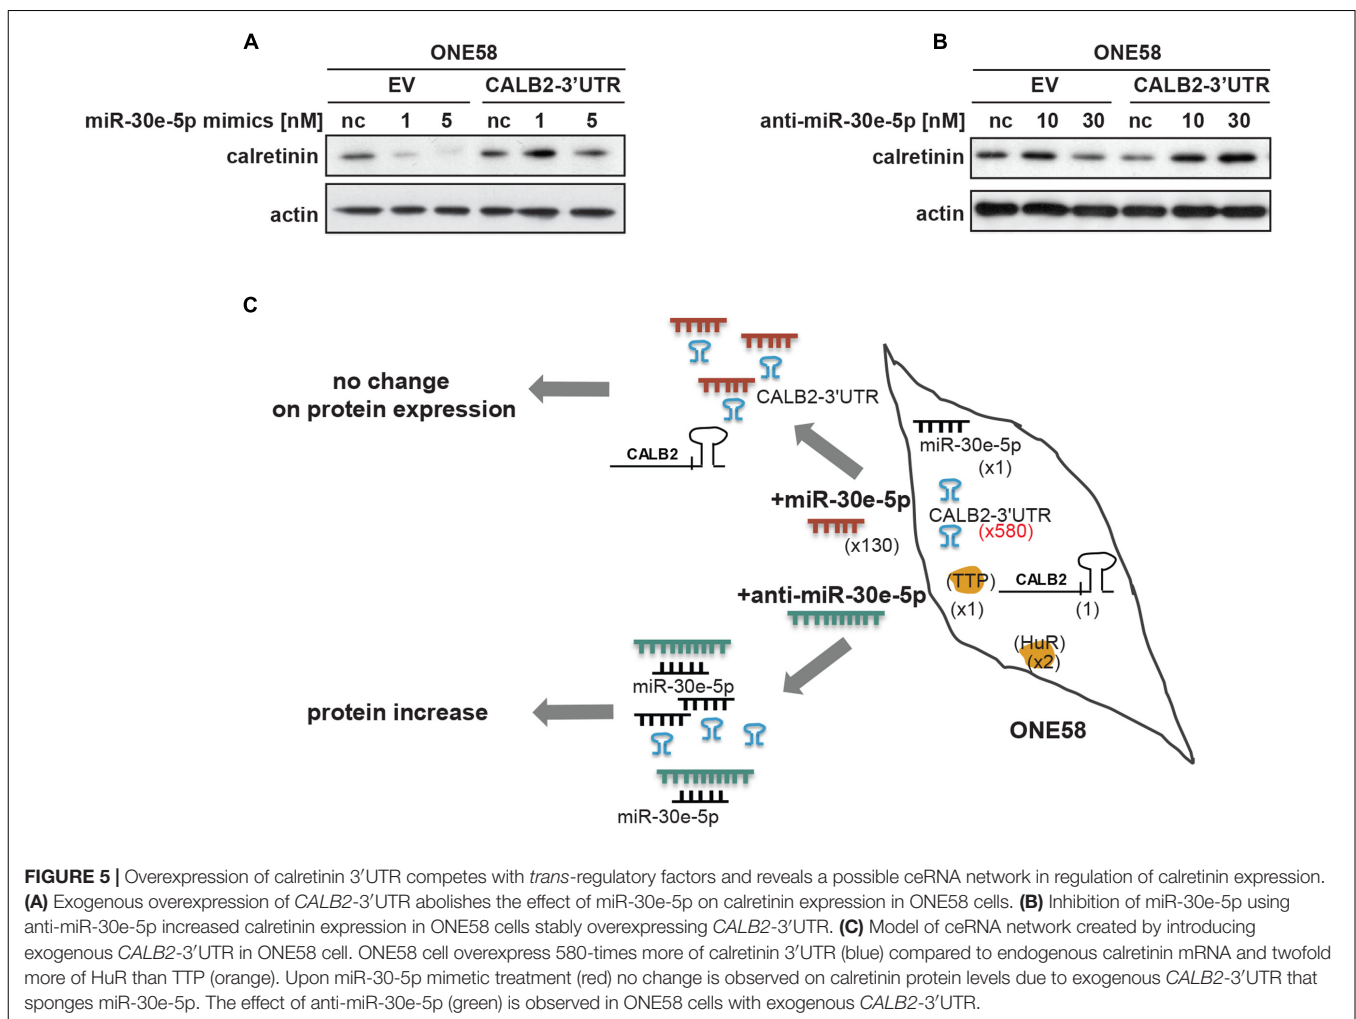 A
ONE58
EV CALB2-3'UTR
miR-30e-5p mimics [nM] nc 1 5 nc 1 5
calretinin
actin
B
ONE58
EV CALB2-3'UTR
anti-miR-30e-5p [nM] nc 10 30 nc 10 30
calretinin
actin
C
no change
on protein expression
CALB2-3'UTR
CALB2
+miR-30e-5p
(x130)
+anti-miR-30e-5p
miR-30e-5p
(x1)
CALB2-3'UTR
(x580)
(TTP)
(x1)
CALB2
(1)
(HuR)
(x2)
ONE58
protein increase
miR-30e-5p
miR-30e-5p
FIGURE 5 | Overexpression of calretinin 3′UTR competes with trans-regulatory factors and reveals a possible ceRNA network in regulation of calretinin expression.
(A) Exogenous overexpression of CALB2-3′UTR abolishes the effect of miR-30e-5p on calretinin expression in ONE58 cells. (B) Inhibition of miR-30e-5p using
anti-miR-30e-5p increased calretinin expression in ONE58 cells stably overexpressing CALB2-3′UTR. (C) Model of ceRNA network created by introducing
exogenous CALB2-3′UTR in ONE58 cell. ONE58 cell overexpress 580-times more of calretinin 3′UTR (blue) compared to endogenous calretinin mRNA and twofold
more of HuR than TTP (orange). Upon miR-30-5p mimetic treatment (red) no change is observed on calretinin protein levels due to exogenous CALB2-3′UTR that
sponges miR-30e-5p. The effect of anti-miR-30e-5p (green) is observed in ONE58 cells with exogenous CALB2-3′UTR.